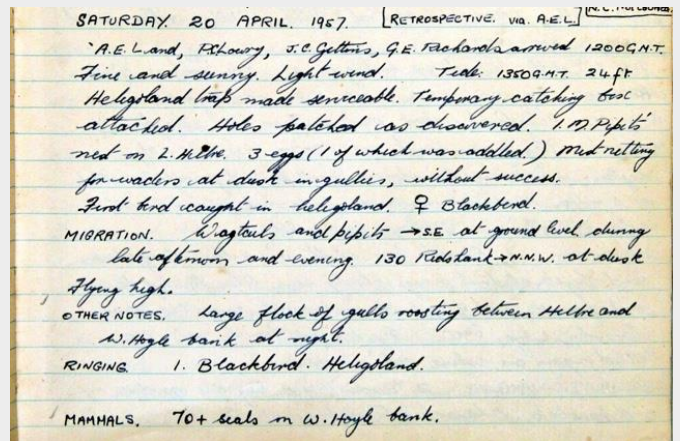 SATURDAY. 20 APRIL. 1957. [RETROSPECTIVE. VIA. A.E.L.]
A.E. Land, P. Lowry, J.C. Gittins, G.E. Richards arrived 1200 G.M.T.
Fine and sunny. Light wind. Tide: 1350 G.M.T. 24 ft
Heligoland trap made serviceable. Temporary catching box
attached. Holes patched as discovered. 1. M. Pipits'
nest on L. Hilbre. 3 eggs (1 of which was addled.) Mist netting
for waders at dusk in gullies, without success.
First bird caught in heligoland. ♀ Blackbird.
MIGRATION. Wagtails and pipits → S.E. at ground level during
late afternoon and evening. 130 Redshank → N.N.W. at dusk
Flying high.
OTHER NOTES. Large flock of gulls roosting between Hilbre and
W. Hoyle bank at night.
RINGING 1. Blackbird. Heligoland.
MAMMALS. 70+ seals on W. Hoyle bank.